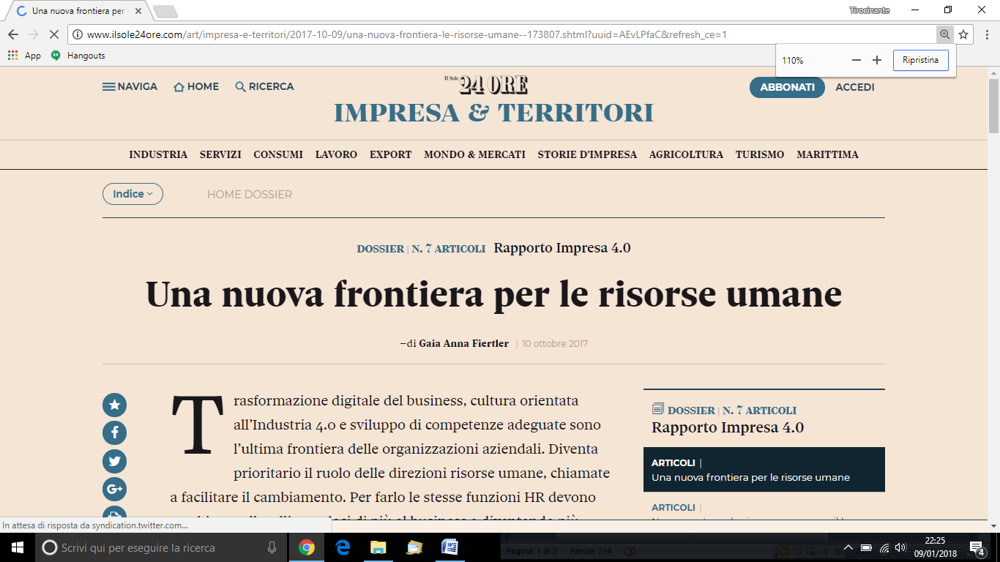 Una nuova frontiera per
Tirocinante
www.ilsole24ore.com/art/impresa-e-territori/2017-10-09/una-nuova-frontiera-le-risorse-umane--173807.shtml?uuid=AEvLPfaC&refresh_ce=1
App Hangouts
110% Ripristina
NAVIGA HOME RICERCA
Il Sole 24 ORE
ABBONATI ACCEDI
IMPRESA & TERRITORI
INDUSTRIA SERVIZI CONSUMI LAVORO EXPORT MONDO & MERCATI STORIE D'IMPRESA AGRICOLTURA TURISMO MARITTIMA
Indice HOME DOSSIER
DOSSIER | N. 7 ARTICOLI Rapporto Impresa 4.0
Una nuova frontiera per le risorse umane
–di Gaia Anna Fiertler | 10 ottobre 2017
Trasformazione digitale del business, cultura orientata
all'Industria 4.0 e sviluppo di competenze adeguate sono
l'ultima frontiera delle organizzazioni aziendali. Diventa
prioritario il ruolo delle direzioni risorse umane, chiamate
a facilitare il cambiamento. Per farlo le stesse funzioni HR devono
DOSSIER | N. 7 ARTICOLI
Rapporto Impresa 4.0
ARTICOLI |
Una nuova frontiera per le risorse umane
ARTICOLI |
In attesa di risposta da syndication.twitter.com...
Scrivi qui per eseguire la ricerca
Pagina: 1 di 2 Parole: 214
22:25
09/01/2018
4